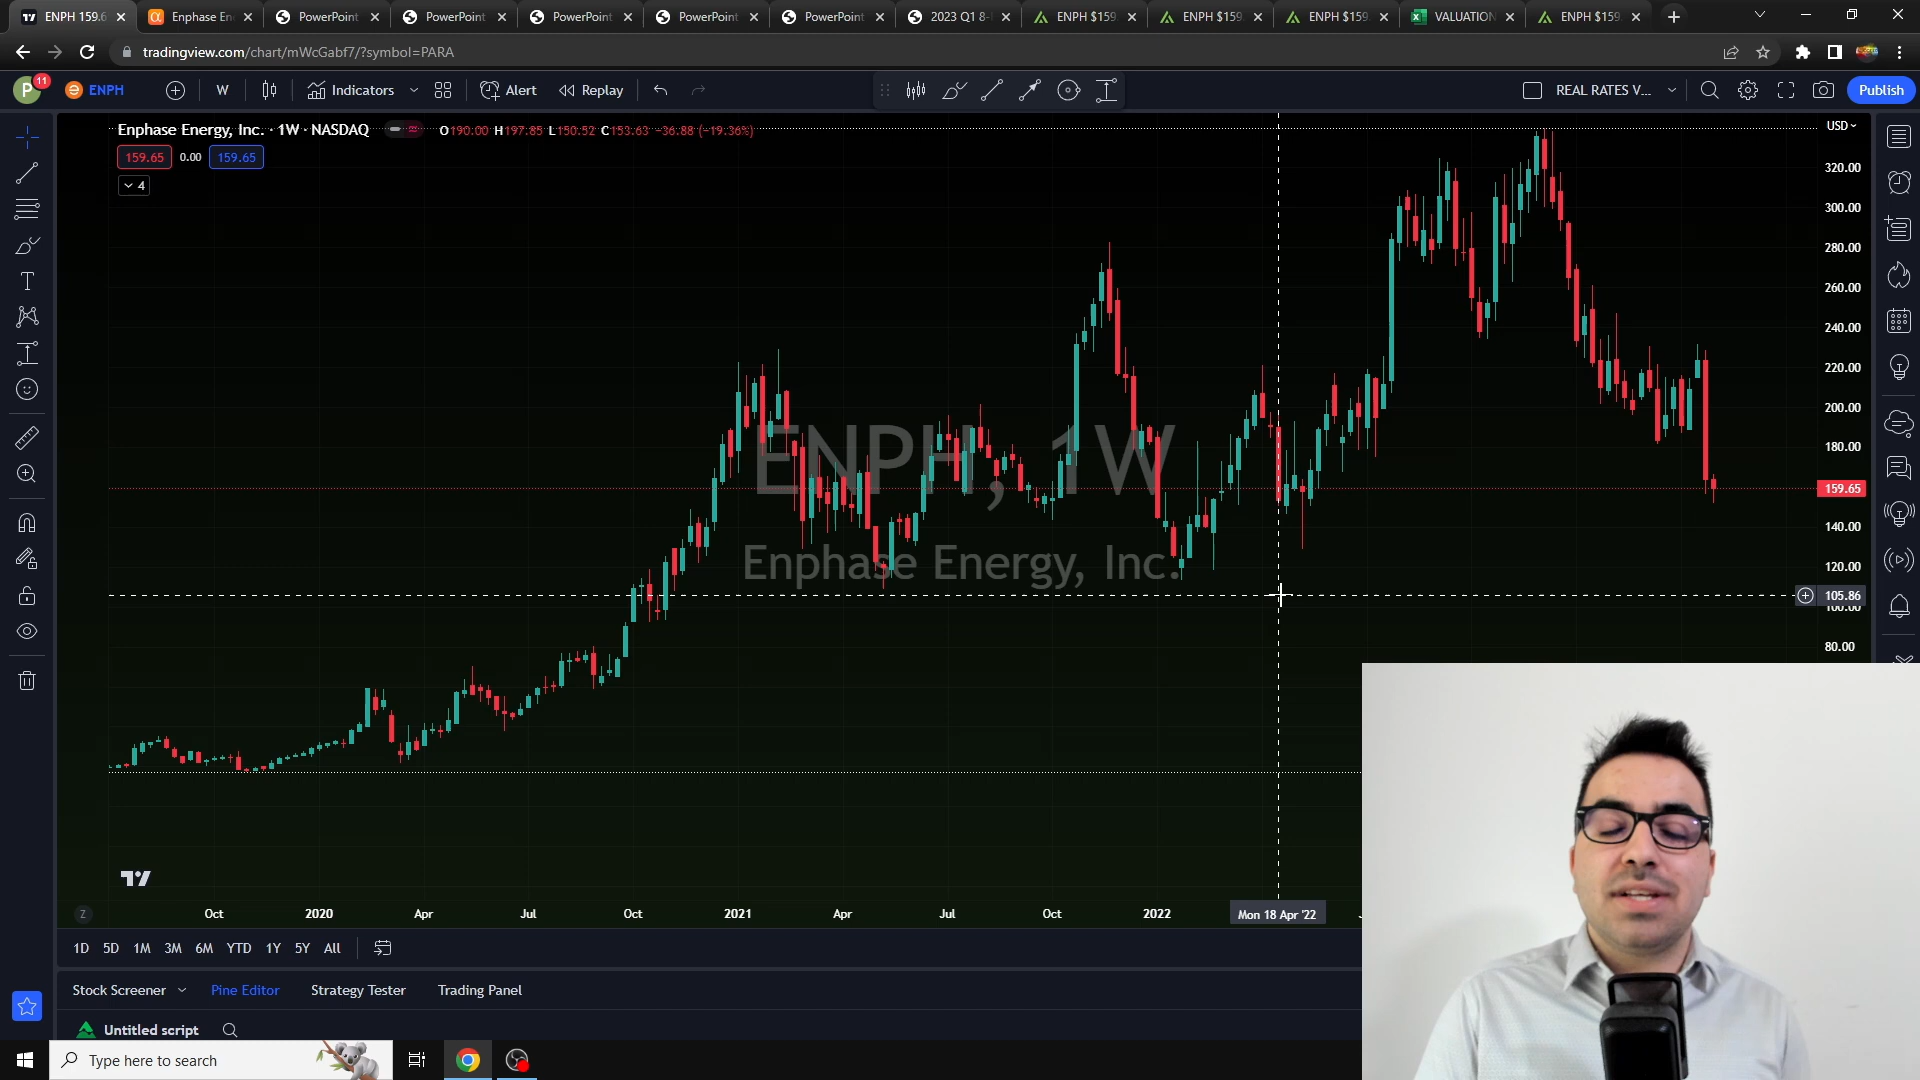 ENPH 159.6
Enphase En
PowerPoint
PowerPoint
PowerPoint
PowerPoint
PowerPoint
2023 Q1 8-
ENPH $159
ENPH $159.
ENPH $159
VALUATION
ENPH $159
tradingview.com/chart/mWcGabf7/?symbol=PARA
P
11
ENPH
W
Indicators
Alert
Replay
REAL RATES V...
Publish
Enphase Energy, Inc. · 1W · NASDAQ
O190.00 H197.85 L150.52 C153.63 −36.88 (−19.36%)
USD
159.65 0.00 159.65
4
320.00
300.00
280.00
260.00
240.00
220.00
200.00
180.00
159.65
140.00
120.00
105.86
100.00
80.00
ENPH, 1W
Enphase Energy, Inc.
Z
Oct 2020 Apr Jul Oct 2021 Apr Jul Oct 2022 Mon 18 Apr '22
1D 5D 1M 3M 6M YTD 1Y 5Y All
Stock Screener Pine Editor Strategy Tester Trading Panel
Untitled script
Type here to search